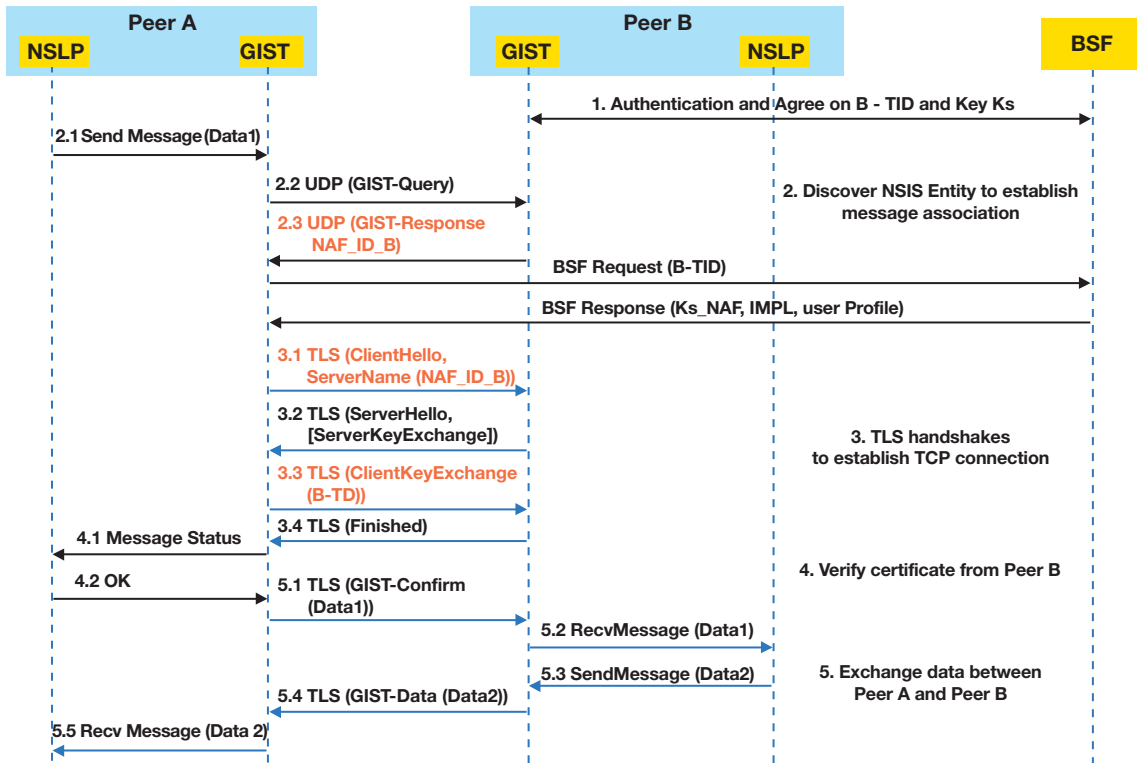 Peer A
Peer B
NSLP
GIST
GIST
NSLP
BSF
1. Authentication and Agree on B - TID and Key Ks
2.1 Send Message (Data1)
2.2 UDP (GIST-Query)
2. Discover NSIS Entity to establish
message association
2.3 UDP (GIST-Response
NAF_ID_B)
BSF Request (B-TID)
BSF Response (Ks_NAF, IMPL, user Profile)
3.1 TLS (ClientHello,
ServerName (NAF_ID_B))
3.2 TLS (ServerHello,
[ServerKeyExchange])
3. TLS handshakes
to establish TCP connection
3.3 TLS (ClientKeyExchange
(B-TD))
3.4 TLS (Finished)
4.1 Message Status
4. Verify certificate from Peer B
4.2 OK
5.1 TLS (GIST-Confirm
(Data1))
5.2 RecvMessage (Data1)
5.3 SendMessage (Data2)
5. Exchange data between
Peer A and Peer B
5.4 TLS (GIST-Data (Data2))
5.5 Recv Message (Data 2)